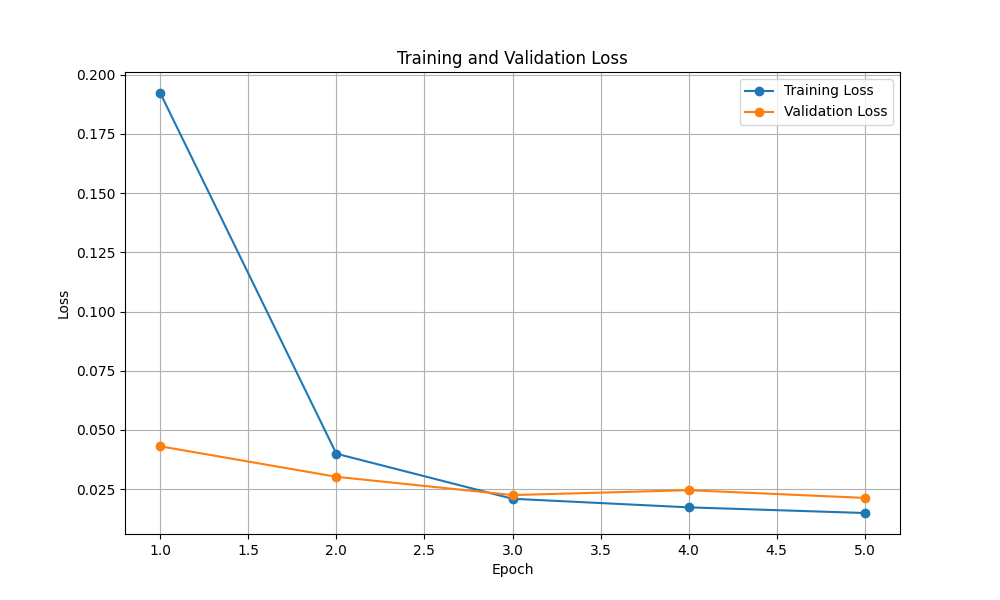 Training and Validation Loss
Training Loss
Validation Loss
0.200
0.175
0.150
0.125
0.100
0.075
0.050
0.025
Loss
1.0 1.5 2.0 2.5 3.0 3.5 4.0 4.5 5.0
Epoch